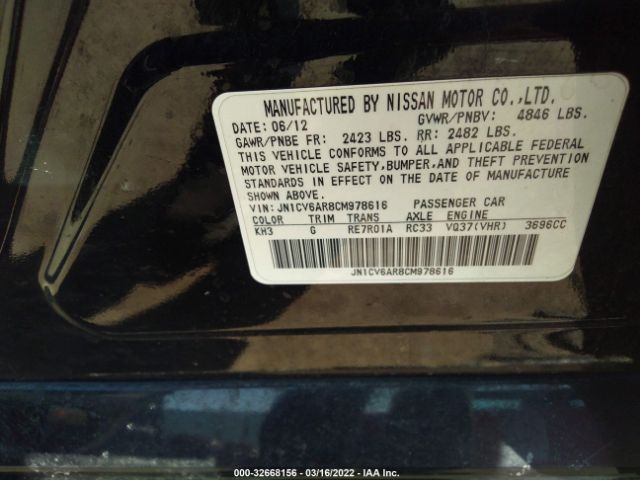 MANUFACTURED BY NISSAN MOTOR CO.,LTD.
DATE: 06/12 GVWR/PNBV: 4846 LBS.
GAWR/PNBE FR: 2423 LBS. RR: 2482 LBS.
THIS VEHICLE CONFORMS TO ALL APPLICABLE FEDERAL
MOTOR VEHICLE SAFETY, BUMPER, AND THEFT PREVENTION
STANDARDS IN EFFECT ON THE DATE OF MANUFACTURE
SHOWN ABOVE.
VIN: JN1CV6AR8CM978616 PASSENGER CAR
COLOR TRIM TRANS AXLE ENGINE
KH3 G RE7R01A RC33 VQ37(VHR) 3696CC
JN1CV6AR8CM978616
000-32668156 - 03/16/2022 - IAA Inc.